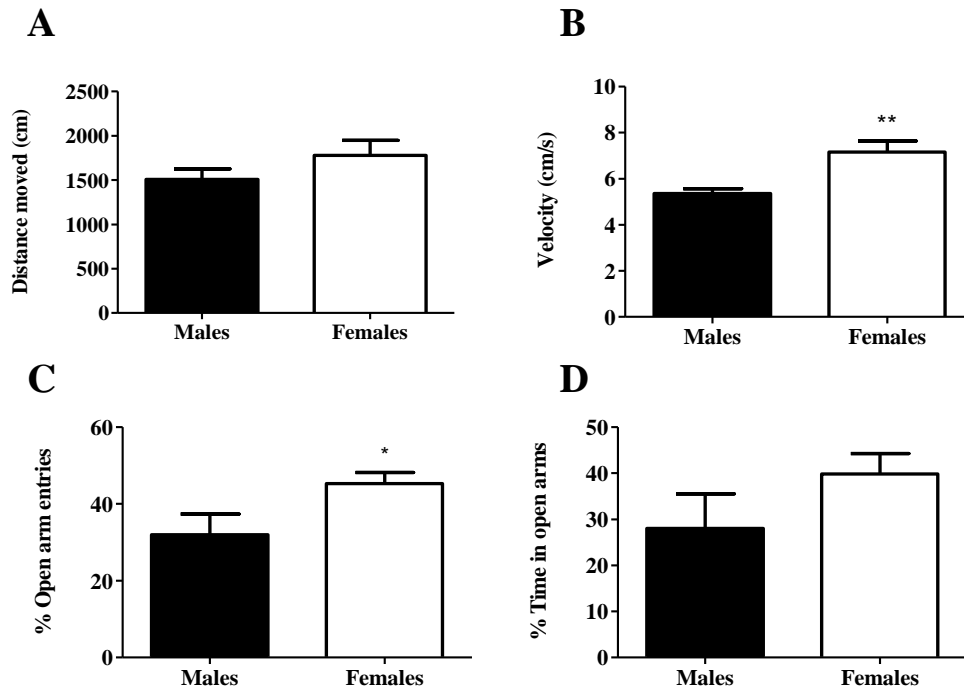 A
Distance moved (cm)
2500
2000
1500
1000
500
0
Males
Females
B
Velocity (cm/s)
10
8
6
4
2
0
**
Males
Females
C
% Open arm entries
60
40
20
0
*
Males
Females
D
% Time in open arms
50
40
30
20
10
0
Males
Females